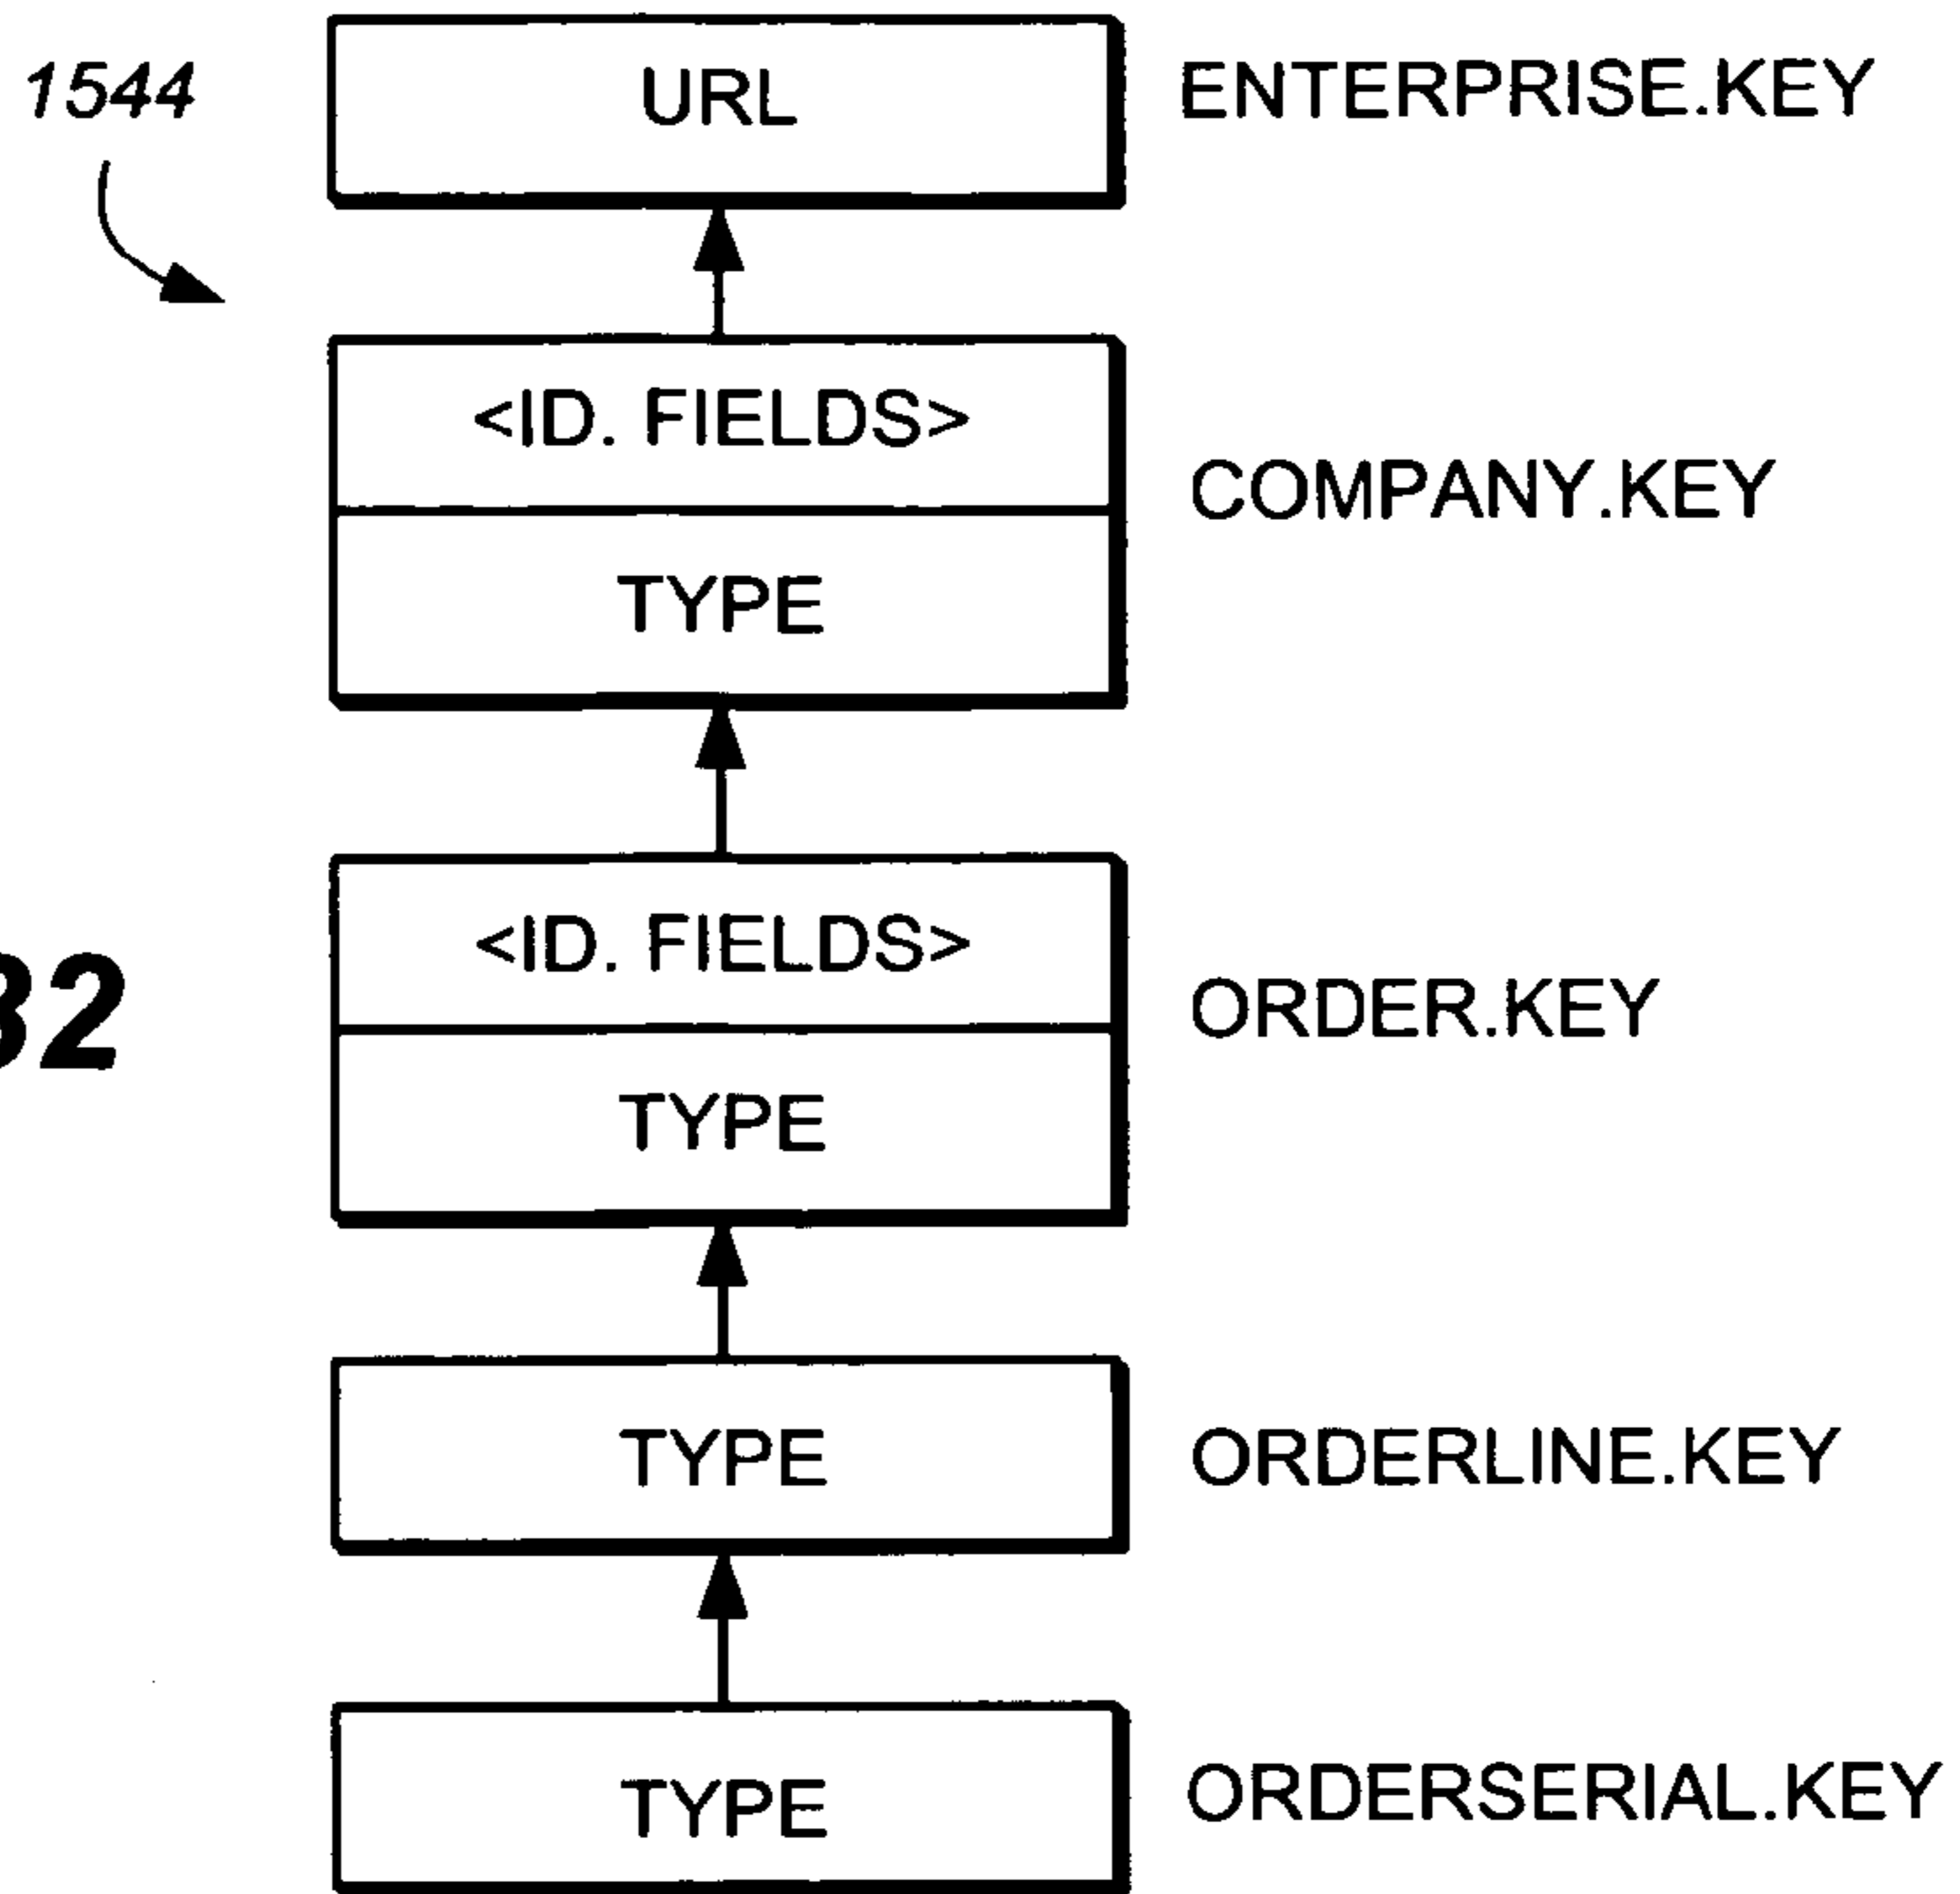 1544
URL
ENTERPRISE.KEY
<ID. FIELDS>
COMPANY.KEY
TYPE
<ID. FIELDS>
32
ORDER.KEY
TYPE
TYPE
ORDERLINE.KEY
TYPE
ORDERSERIAL.KEY